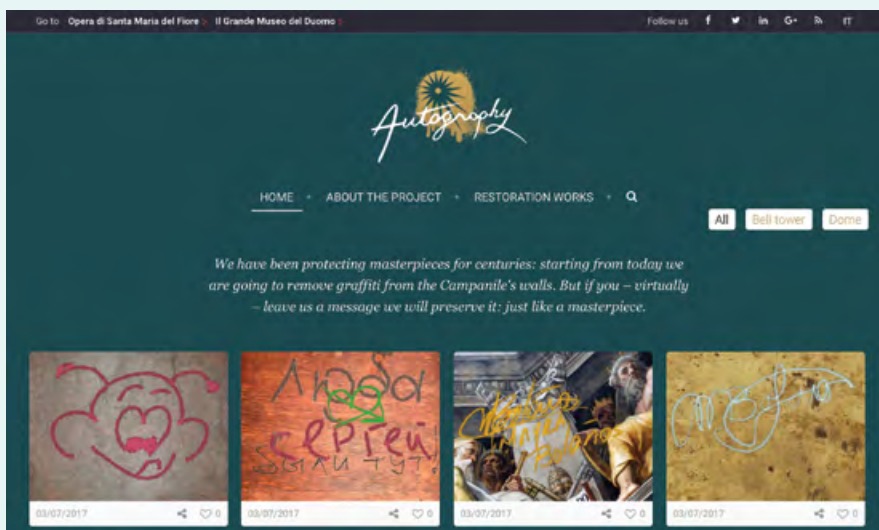 Go to Opera di Santa Maria del Fiore > Il Grande Museo del Duomo >
Follow us f in G+ IT
Autography
HOME • ABOUT THE PROJECT • RESTORATION WORKS •
All Bell tower Dome
We have been protecting masterpieces for centuries: starting from today we
are going to remove graffiti from the Campanile's walls. But if you – virtually
– leave us a message we will preserve it: just like a masterpiece.
Люба
Сергей
БЫЛИ ТУТ!
03/07/2017 0
03/07/2017 0
03/07/2017 0
03/07/2017 0